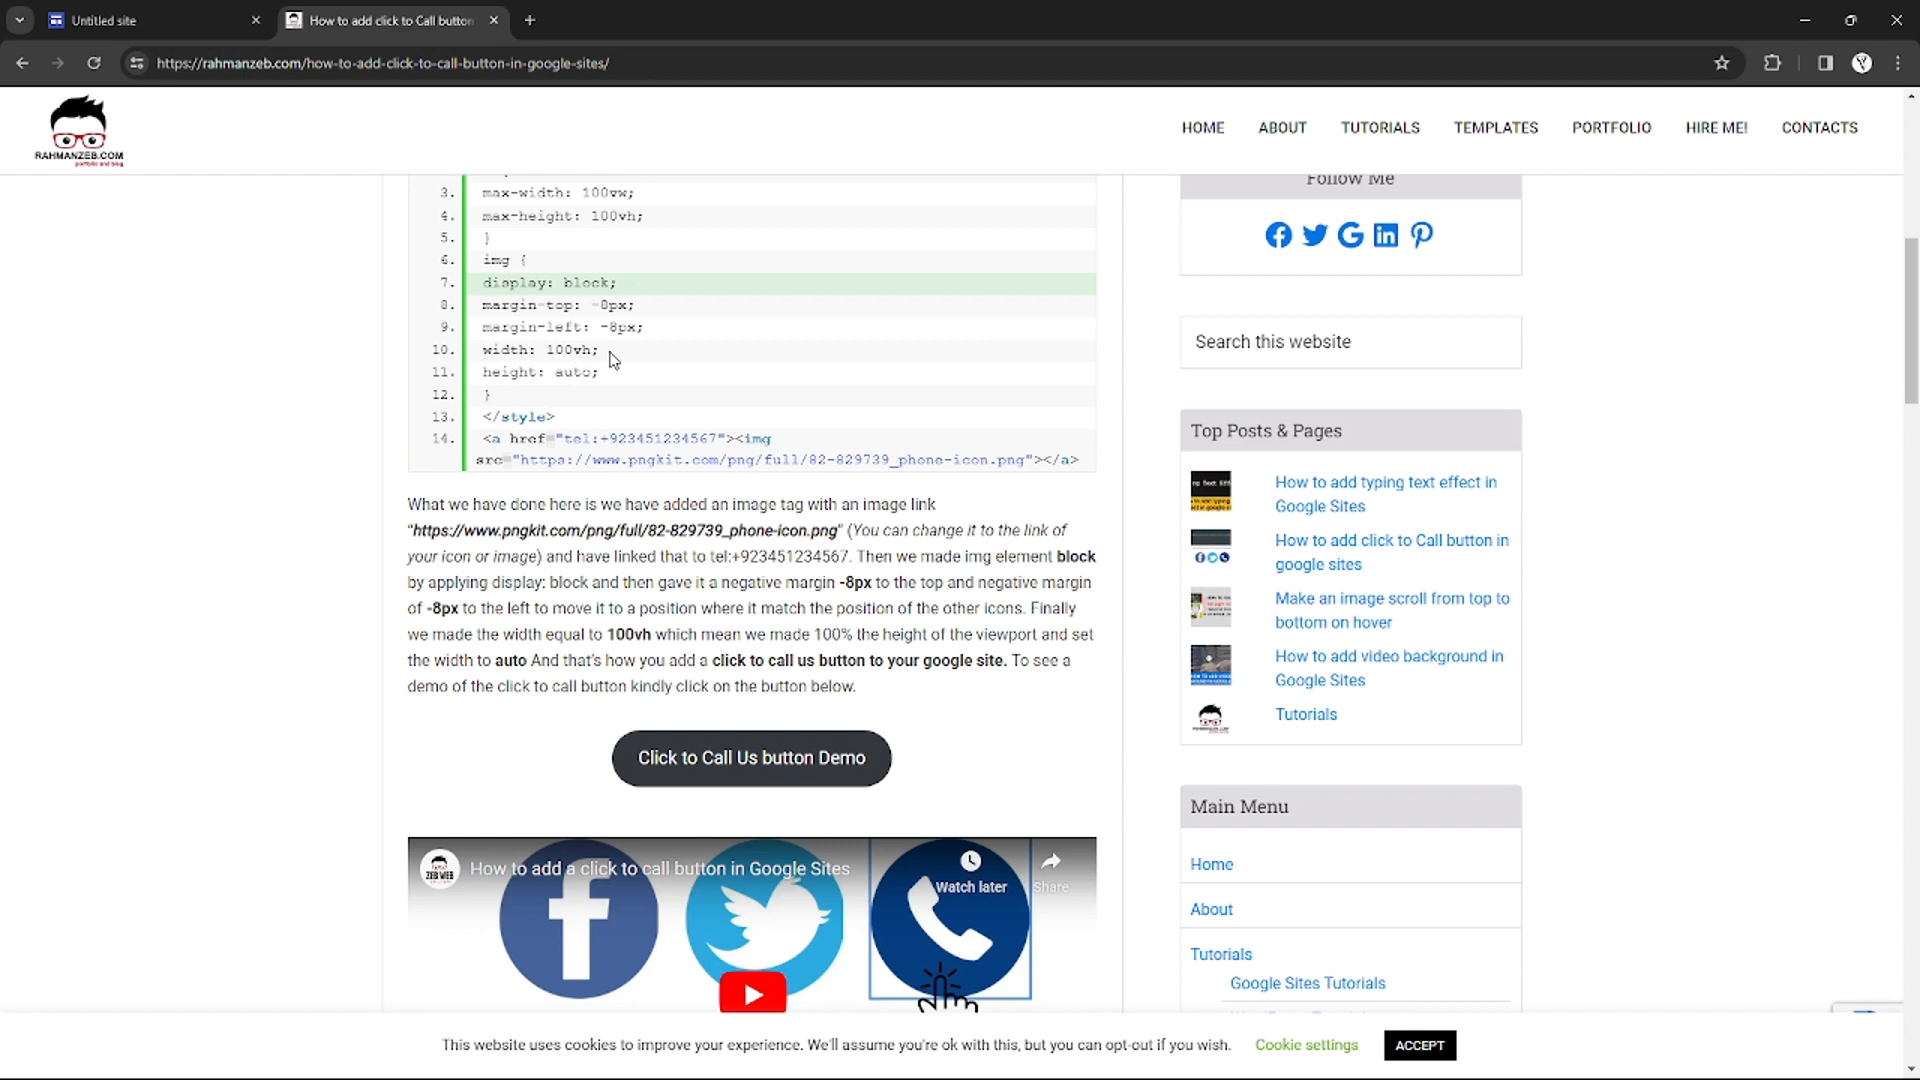 Untitled site
How to add click to Call button
https://rahmanzeb.com/how-to-add-click-to-call-button-in-google-sites/
RAHMANZEB.COM
portfolio and blog
HOME ABOUT TUTORIALS TEMPLATES PORTFOLIO HIRE ME! CONTACTS
3. max-width: 100vw;
4. max-height: 100vh;
5. }
6. img {
7. display: block;
8. margin-top: -8px;
9. margin-left: -8px;
10. width: 100vh;
11. height: auto;
12. }
13. </style>
14. <a href="tel:+923451234567"><img
src="https://www.pngkit.com/png/full/82-829739_phone-icon.png"></a>
What we have done here is we have added an image tag with an image link
“https://www.pngkit.com/png/full/82-829739_phone-icon.png” (You can change it to the link of
your icon or image) and have linked that to tel:+923451234567. Then we made img element block
by applying display: block and then gave it a negative margin -8px to the top and negative margin
of -8px to the left to move it to a position where it match the position of the other icons. Finally
we made the width equal to 100vh which mean we made 100% the height of the viewport and set
the width to auto And that’s how you add a click to call us button to your google site. To see a
demo of the click to call button kindly click on the button below.
Click to Call Us button Demo
ZEB WEB
How to add a click to call button in Google Sites
Watch later
Share
Follow Me
Search this website
Top Posts & Pages
How to add typing text effect in
Google Sites
How to add click to Call button in
google sites
Make an image scroll from top to
bottom on hover
How to add video background in
Google Sites
Tutorials
Main Menu
Home
About
Tutorials
Google Sites Tutorials
This website uses cookies to improve your experience. We'll assume you're ok with this, but you can opt-out if you wish. Cookie settings ACCEPT